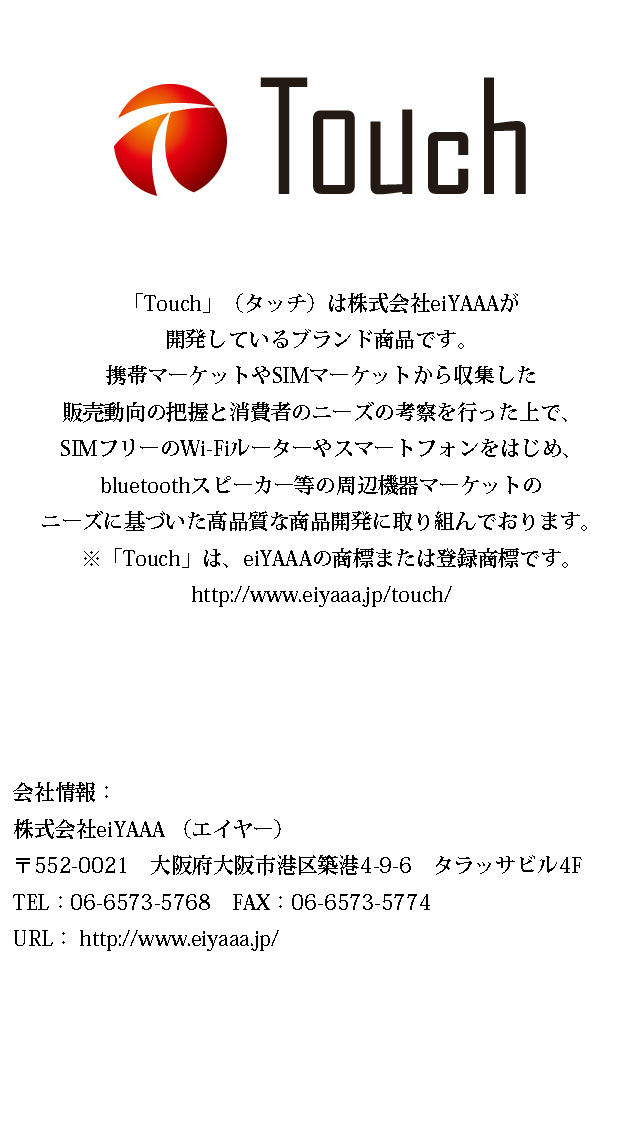 Touch
「Touch」（タッチ）は株式会社eiYAAAが
開発しているブランド商品です。
携帯マーケットやSIMマーケットから収集した
販売動向の把握と消費者のニーズの考察を行った上で、
SIMフリーのWi-Fiルーターやスマートフォンをはじめ、
bluetoothスピーカー等の周辺機器マーケットの
ニーズに基づいた高品質な商品開発に取り組んでおります。
※「Touch」は、eiYAAAの商標または登録商標です。
http://www.eiyaaa.jp/touch/
会社情報：
株式会社eiYAAA （エイヤー）
〒552-0021　大阪府大阪市港区築港4-9-6　タラッサビル4F
TEL：06-6573-5768　FAX：06-6573-5774
URL： http://www.eiyaaa.jp/